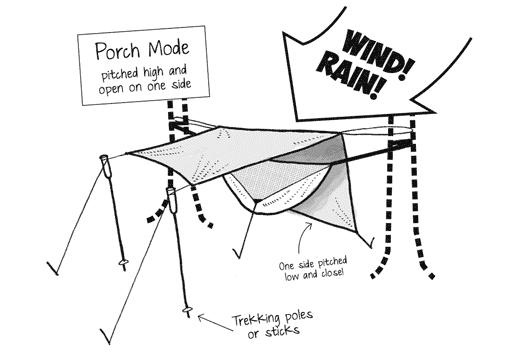 Porch Mode
pitched high and
open on one side
WIND!
RAIN!
One side pitched
low and close!
Trekking poles
or sticks